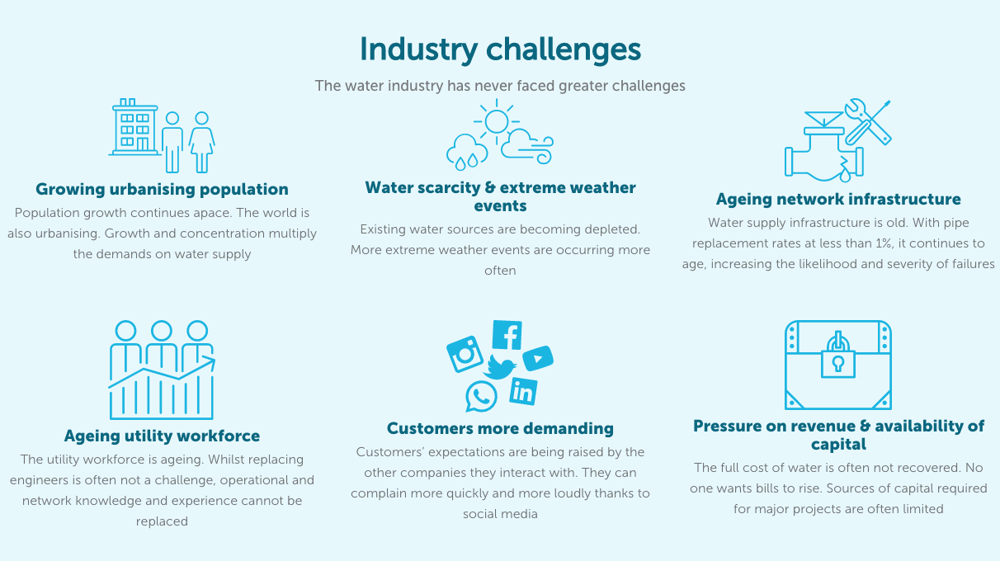 Industry challenges
The water industry has never faced greater challenges
Growing urbanising population
Population growth continues apace. The world is
also urbanising. Growth and concentration multiply
the demands on water supply
Water scarcity & extreme weather
events
Existing water sources are becoming depleted.
More extreme weather events are occurring more
often
Ageing network infrastructure
Water supply infrastructure is old. With pipe
replacement rates at less than 1%, it continues to
age, increasing the likelihood and severity of failures
Ageing utility workforce
The utility workforce is ageing. Whilst replacing
engineers is often not a challenge, operational and
network knowledge and experience cannot be
replaced
in
Customers more demanding
Customers’ expectations are being raised by the
other companies they interact with. They can
complain more quickly and more loudly thanks to
social media
Pressure on revenue & availability of
capital
The full cost of water is often not recovered. No
one wants bills to rise. Sources of capital required
for major projects are often limited